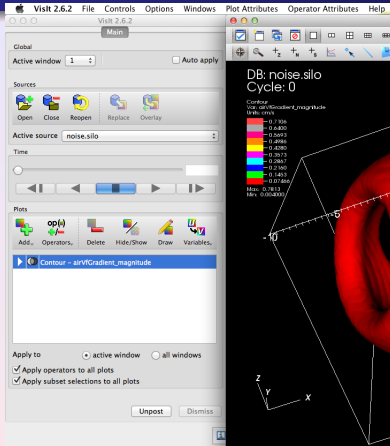 VisIt 2.6.2 File Controls Options Windows Plot Attributes Operator Attributes Help
VisIt 2.6.2
Main
Global
Active window 1
Auto apply
Sources
Open Close Reopen Replace Overlay
Active source noise.silo
Time
Plots
op(n)
Add. Operators. Delete Hide/Show Draw Variables.
Contour - airVfGradient_magnitude
Apply to active window all windows
Apply operators to all plots
Apply subset selections to all plots
Unpost Dismiss
DB: noise.silo
Cycle: 0
Contour
Var: airVfGradient_magnitude
Units: cm/s
0.7106
0.6400
0.5693
0.4986
0.4280
0.3573
0.2867
0.2160
0.1453
0.07466
Max: 0.7813
Min: 0.004000
-5
-10
Z
Y
X